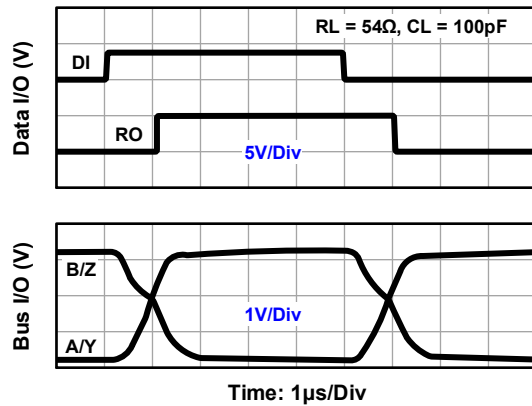 RL = 54Ω, CL = 100pF
Data I/O (V)
DI
RO
5V/Div
Bus I/O (V)
B/Z
1V/Div
A/Y
Time: 1µs/Div